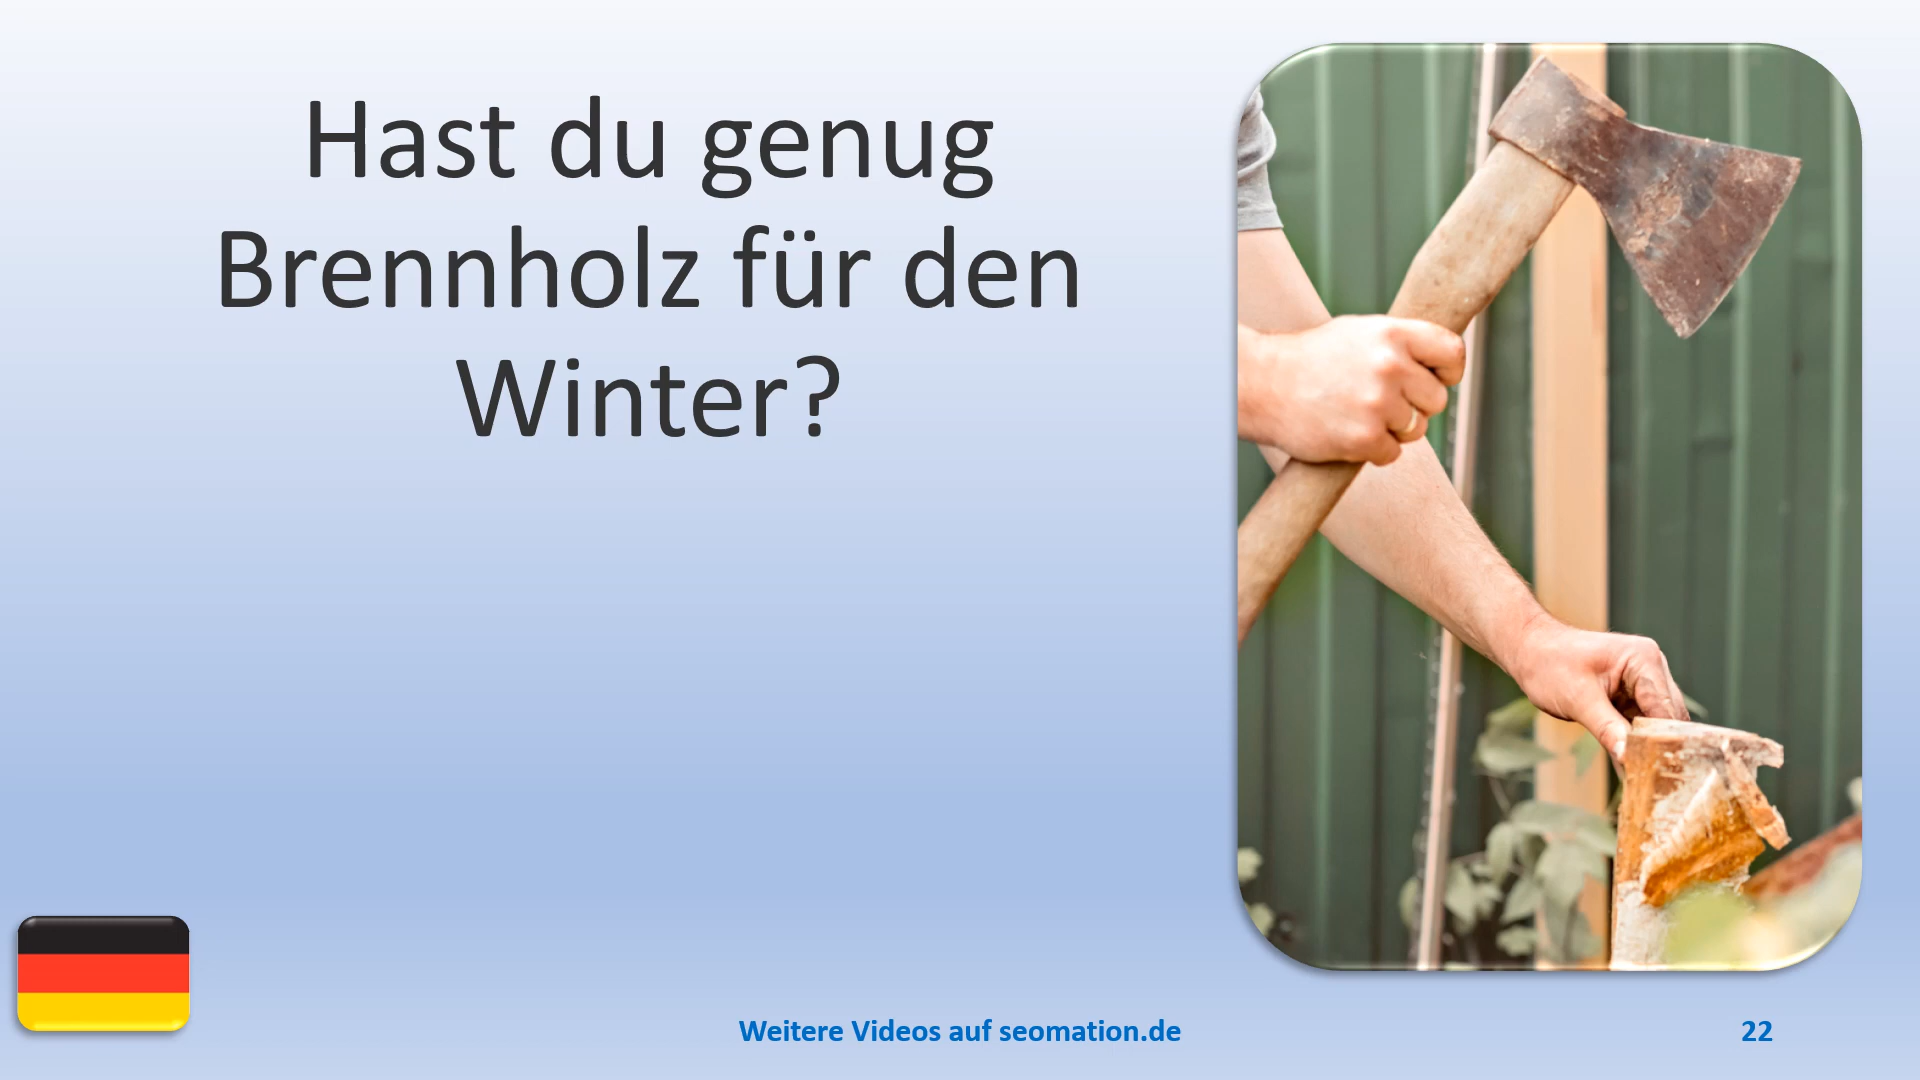 Hast du genug
Brennholz für den
Winter?
Weitere Videos auf seomation.de
22